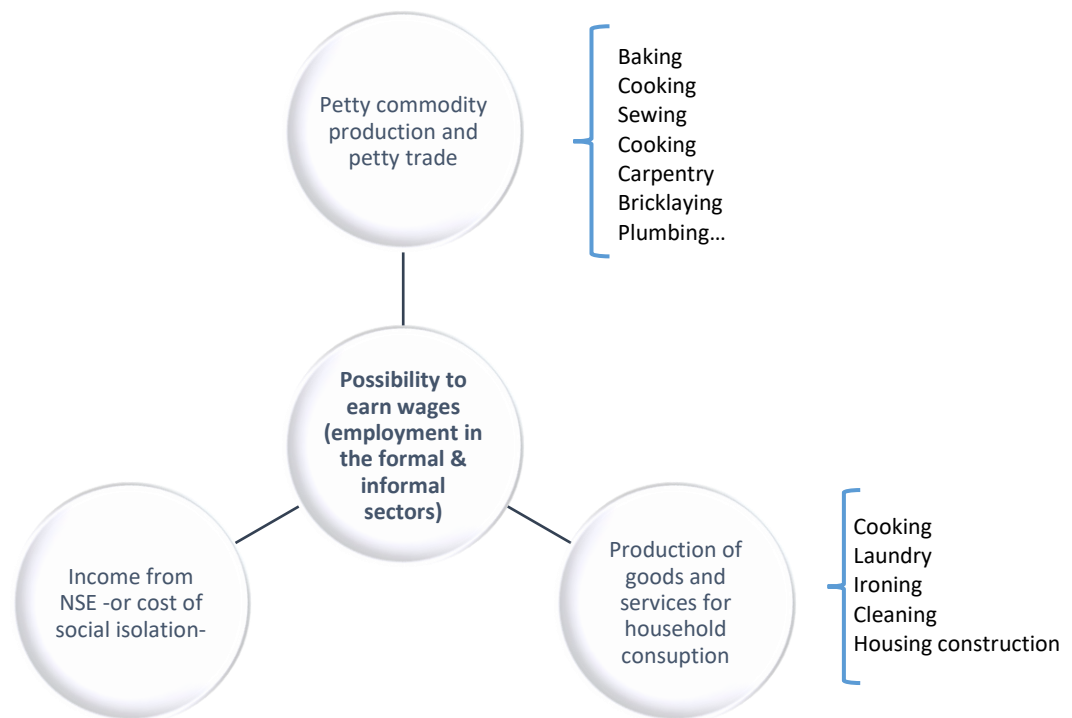 Petty commodity
production and
petty trade
Baking
Cooking
Sewing
Cooking
Carpentry
Bricklaying
Plumbing…
Possibility to
earn wages
(employment in
the formal &
informal
sectors)
Income from
NSE -or cost of
social isolation-
Production of
goods and
services for
household
consuption
Cooking
Laundry
Ironing
Cleaning
Housing construction